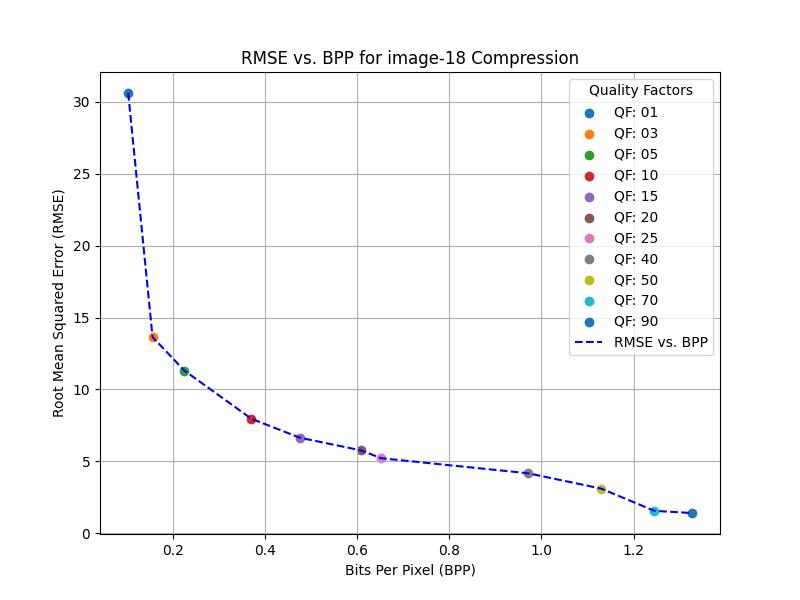 RMSE vs. BPP for image-18 Compression
Root Mean Squared Error (RMSE)
30
25
20
15
10
5
0
0.2
0.4
0.6
0.8
1.0
1.2
Bits Per Pixel (BPP)
Quality Factors
QF: 01
QF: 03
QF: 05
QF: 10
QF: 15
QF: 20
QF: 25
QF: 40
QF: 50
QF: 70
QF: 90
RMSE vs. BPP